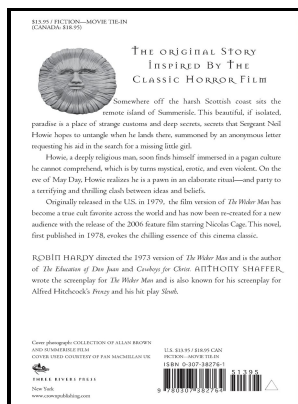 $13.95 / FICTION—MOVIE TIE-IN
(CANADA: $18.95)
The Original Story
Inspired By The
Classic Horror Film
Somewhere off the harsh Scottish coast sits the
remote island of Summerisle. This beautiful, if isolated,
paradise is a place of strange customs and deep secrets, secrets that Sergeant Neil
Howie hopes to untangle when he lands there, summoned by an anonymous letter
requesting his aid in the search for a missing little girl.
Howie, a deeply religious man, soon finds himself immersed in a pagan culture
he cannot comprehend, which is by turns mystical, erotic, and even violent. On the
eve of May Day, Howie realizes he is a pawn in an elaborate ritual—and party to
a terrifying and thrilling clash between ideas and beliefs.
Originally released in the U.S. in 1979, the film version of The Wicker Man has
become a true cult favorite across the world and has now been re-created for a new
audience with the release of the 2006 feature film starring Nicolas Cage. This novel,
first published in 1978, evokes the chilling essence of this cinema classic.
ROBIN HARDY directed the 1973 version of The Wicker Man and is the author
of The Education of Don Juan and Cowboys for Christ. ANTHONY SHAFFER
wrote the screenplay for The Wicker Man and is also known for his screenplay for
Alfred Hitchcock's Frenzy and his hit play Sleuth.
Cover photograph: COLLECTION OF ALLAN BROWN
AND SUMMERISLE FILM
COVER USED COURTESY OF PAN MACMILLAN UK
THREE RIVERS PRESS
New York
www.crownpublishing.com
U.S. $13.95 / $18.95 CAN
FICTION—MOVIE TIE-IN
ISBN 0-307-38276-1
51395
9 780307 382764